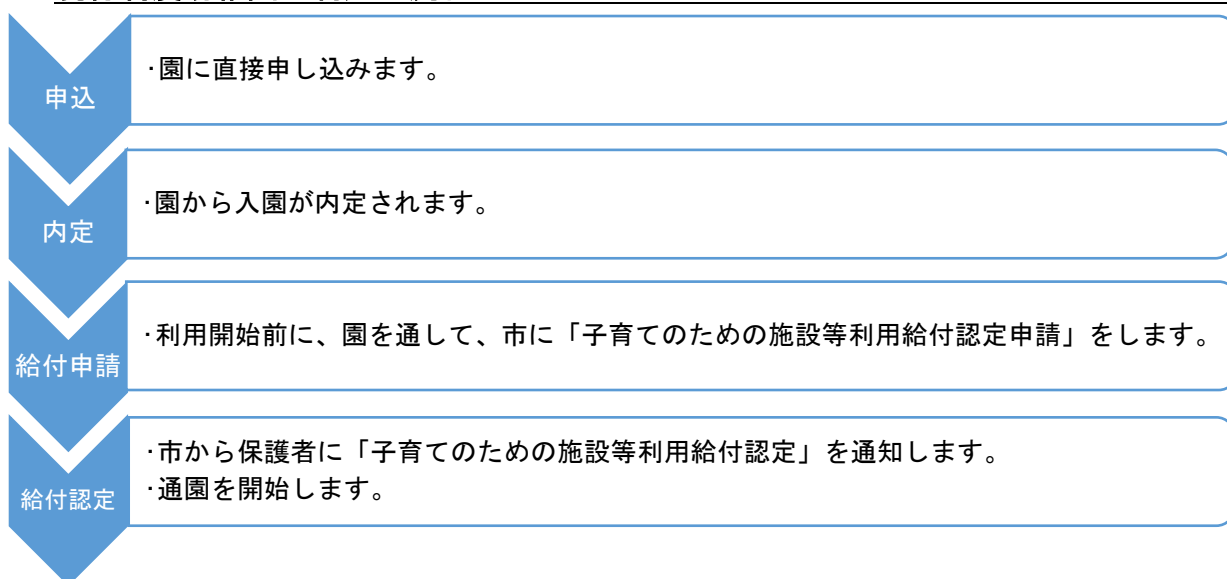 申込
・園に直接申し込みます。
内定
・園から入園が内定されます。
給付申請
・利用開始前に、園を通して、市に「子育てのための施設等利用給付認定申請」をします。
給付認定
・市から保護者に「子育てのための施設等利用給付認定」を通知します。
・通園を開始します。